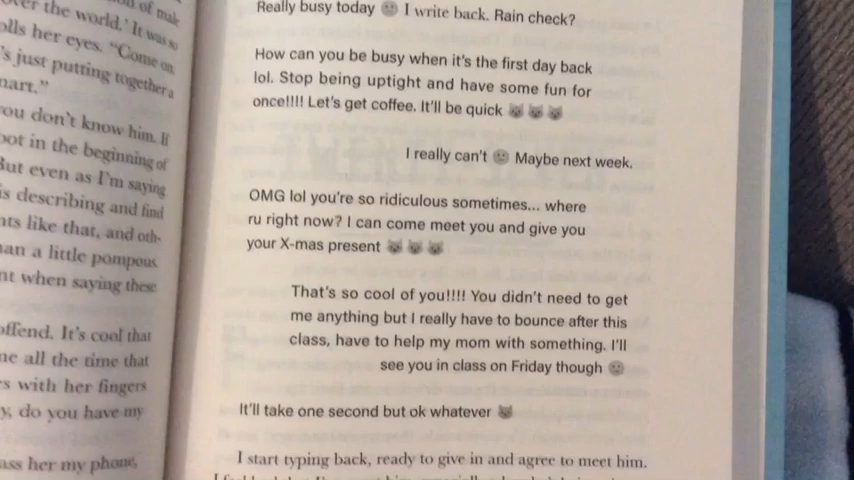 over the world.' It was so
olls her eyes. "Come on,
's just putting together a
mart."
you don't know him. If
oot in the beginning of
But even as I'm saying
is describing and find
nts like that, and oth-
an a little pompous
nt when saying these
offend. It's cool that
me all the time that
s with her fingers
y, do you have my
ass her my phone,
Really busy today 🙁 I write back. Rain check?
How can you be busy when it's the first day back
lol. Stop being uptight and have some fun for
once!!!! Let's get coffee. It'll be quick 😼 😼 😼
I really can't 🙁 Maybe next week.
OMG lol you're so ridiculous sometimes... where
ru right now? I can come meet you and give you
your X-mas present 😼 😼 😼
That's so cool of you!!!! You didn't need to get
me anything but I really have to bounce after this
class, have to help my mom with something. I'll
see you in class on Friday though 🙂
It'll take one second but ok whatever 😼
I start typing back, ready to give in and agree to meet him.